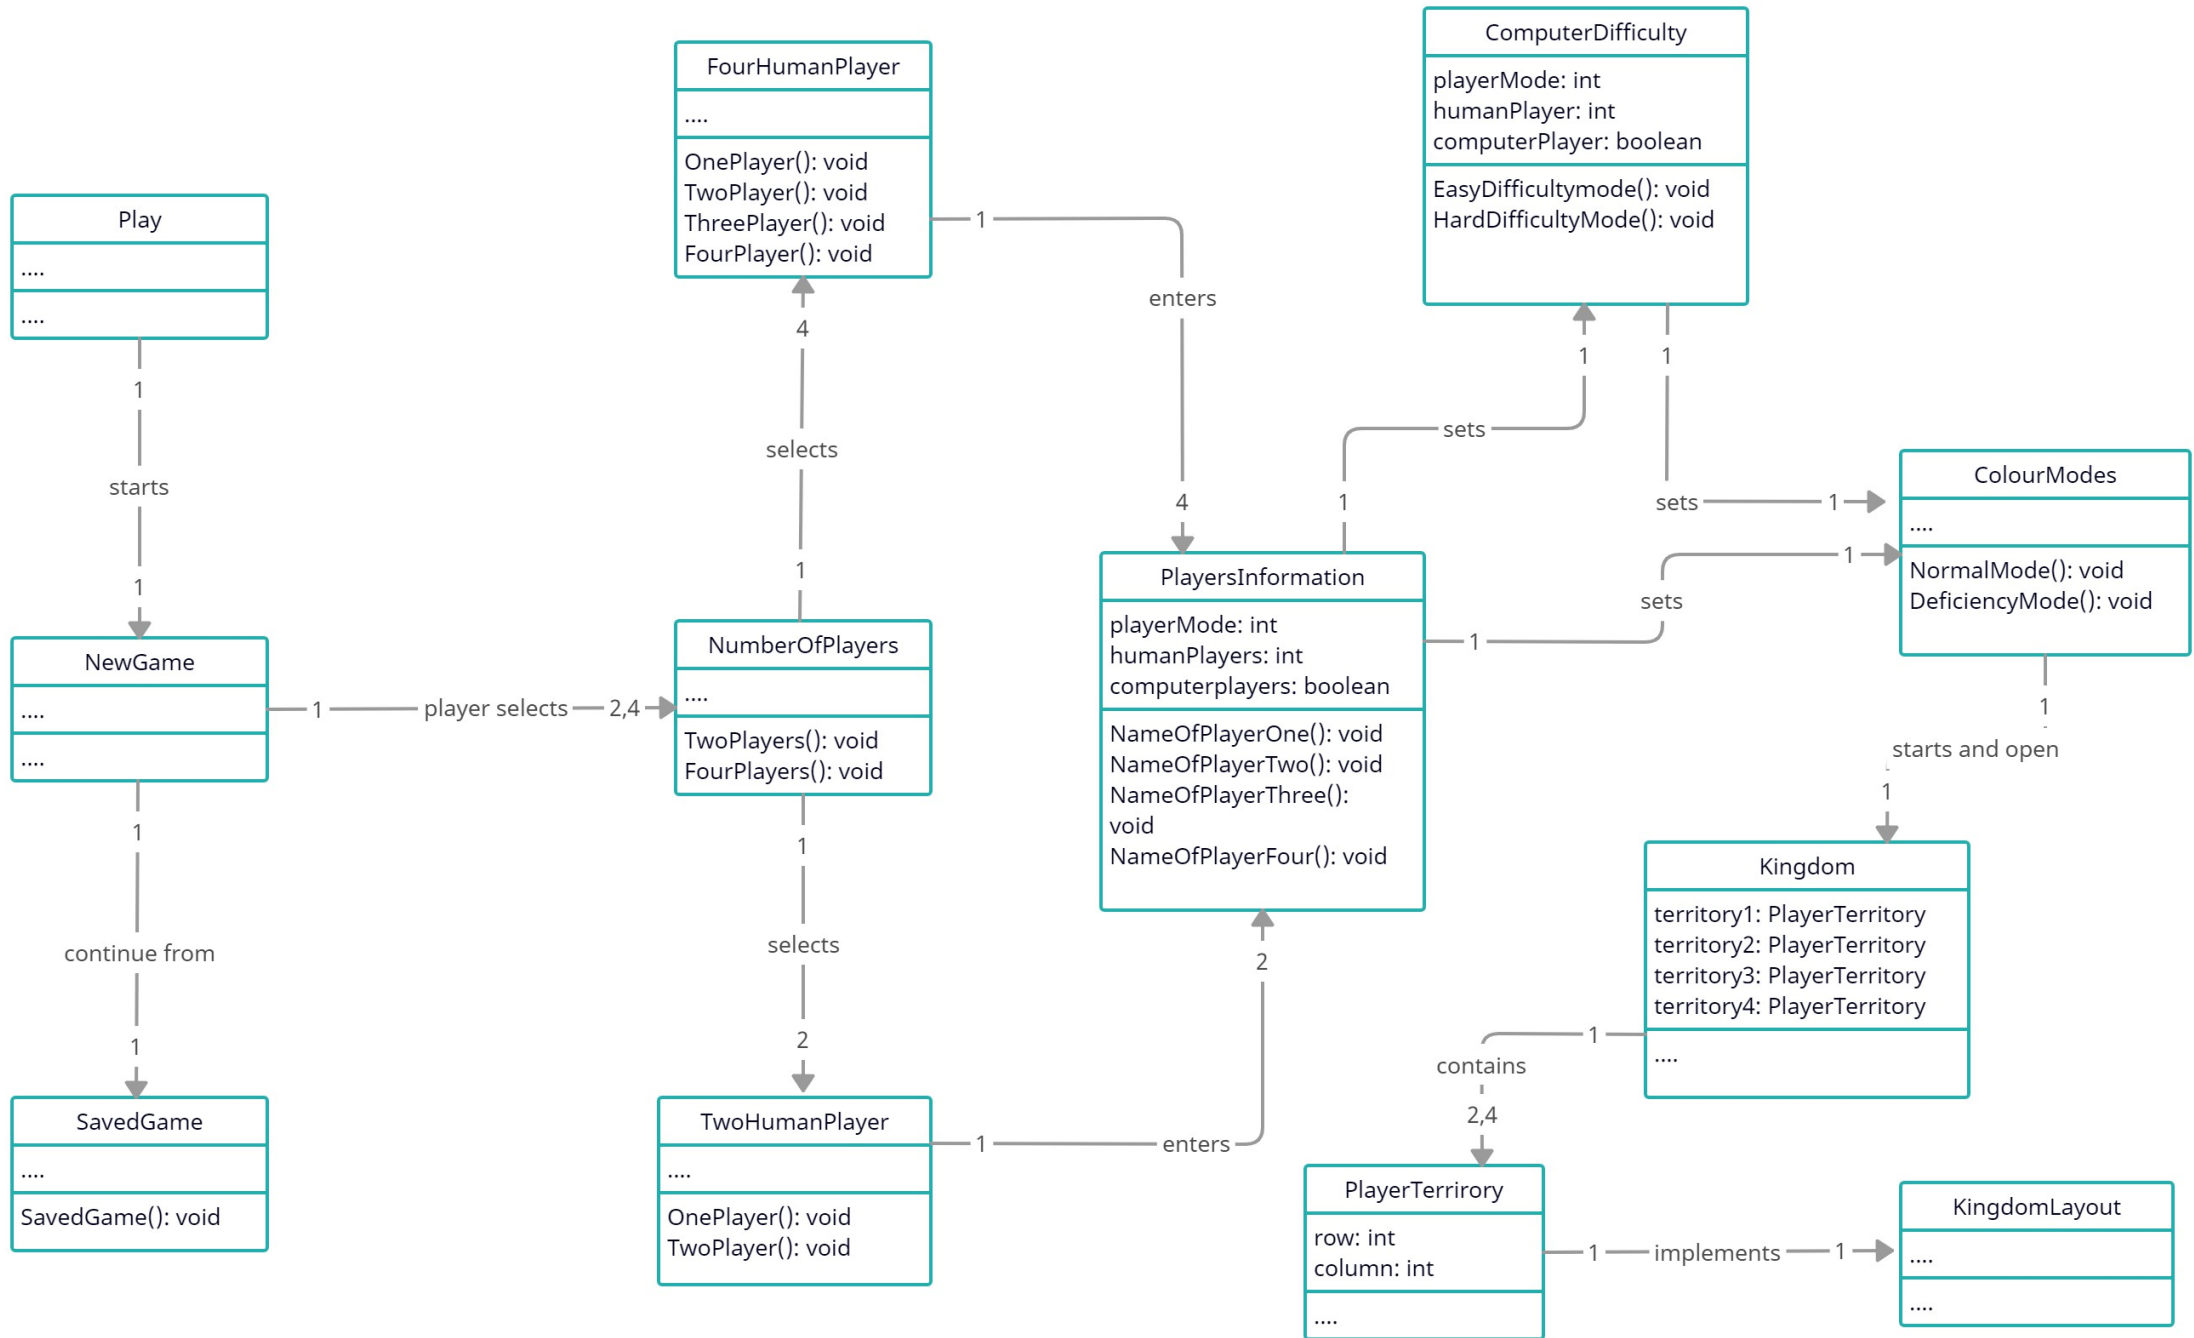 Play
....
....
1
starts
1
NewGame
....
....
1
continue from
1
SavedGame
....
SavedGame(): void
1
player selects
2,4
FourHumanPlayer
....
OnePlayer(): void
TwoPlayer(): void
ThreePlayer(): void
FourPlayer(): void
4
selects
1
NumberOfPlayers
....
TwoPlayers(): void
FourPlayers(): void
1
selects
2
TwoHumanPlayer
....
OnePlayer(): void
TwoPlayer(): void
1
enters
4
1
enters
2
PlayersInformation
playerMode: int
humanPlayers: int
computerplayers: boolean
NameOfPlayerOne(): void
NameOfPlayerTwo(): void
NameOfPlayerThree():
void
NameOfPlayerFour(): void
1
sets
1
ComputerDifficulty
playerMode: int
humanPlayer: int
computerPlayer: boolean
EasyDifficultymode(): void
HardDifficultyMode(): void
1
sets
1
1
sets
1
ColourModes
....
NormalMode(): void
DeficiencyMode(): void
1
starts and open
1
Kingdom
territory1: PlayerTerritory
territory2: PlayerTerritory
territory3: PlayerTerritory
territory4: PlayerTerritory
....
1
contains
2,4
PlayerTerrirory
row: int
column: int
....
1
implements
1
KingdomLayout
....
....